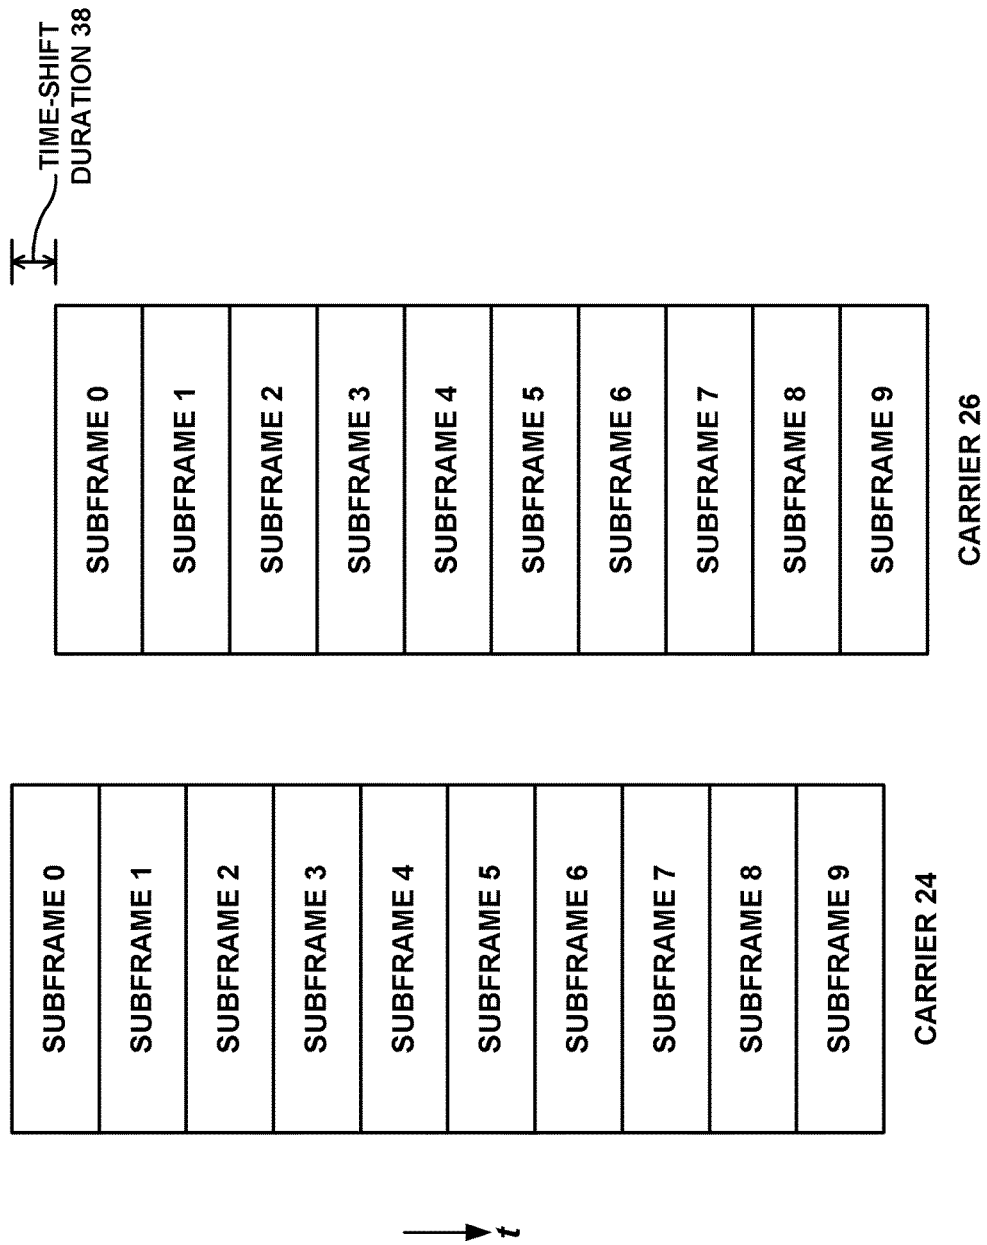 TIME-SHIFT
DURATION 38
SUBFRAME 0
SUBFRAME 1
SUBFRAME 2
SUBFRAME 3
SUBFRAME 4
SUBFRAME 5
SUBFRAME 6
SUBFRAME 7
SUBFRAME 8
SUBFRAME 9
CARRIER 26
SUBFRAME 0
SUBFRAME 1
SUBFRAME 2
SUBFRAME 3
SUBFRAME 4
SUBFRAME 5
SUBFRAME 6
SUBFRAME 7
SUBFRAME 8
SUBFRAME 9
CARRIER 24
t